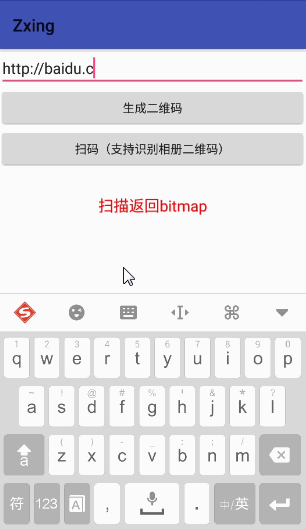 Zxing
http://baidu.c
生成二维码
扫码（支持识别相册二维码）
扫描返回bitmap
S
1 2 3 4 5 6 7 8 9 0
q w e r t y u i o p
~ ! @ # % ' & * ?
a s d f g h j k l
( ) - _ : ; /
a z x c v b n m
符 123 A , . 中/英